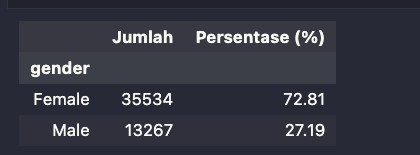 Jumlah Persentase (%)
gender
Female 35534 72.81
Male 13267 27.19